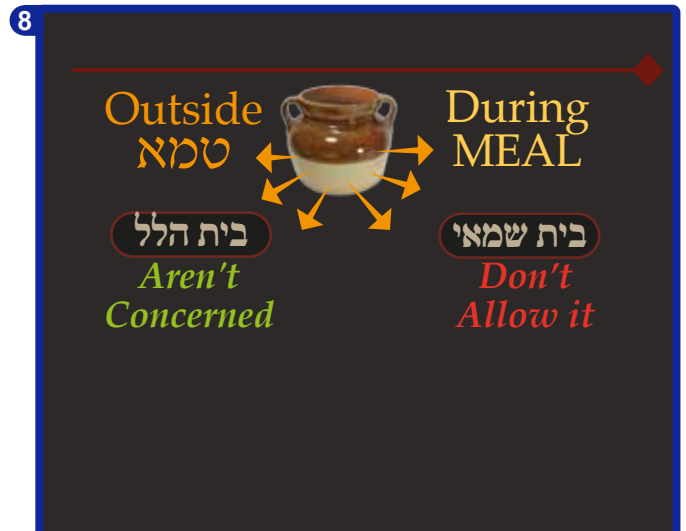 8
Outside
טמא
During
MEAL
בית הלל
Aren't
Concerned
בית שמאי
Don't
Allow it